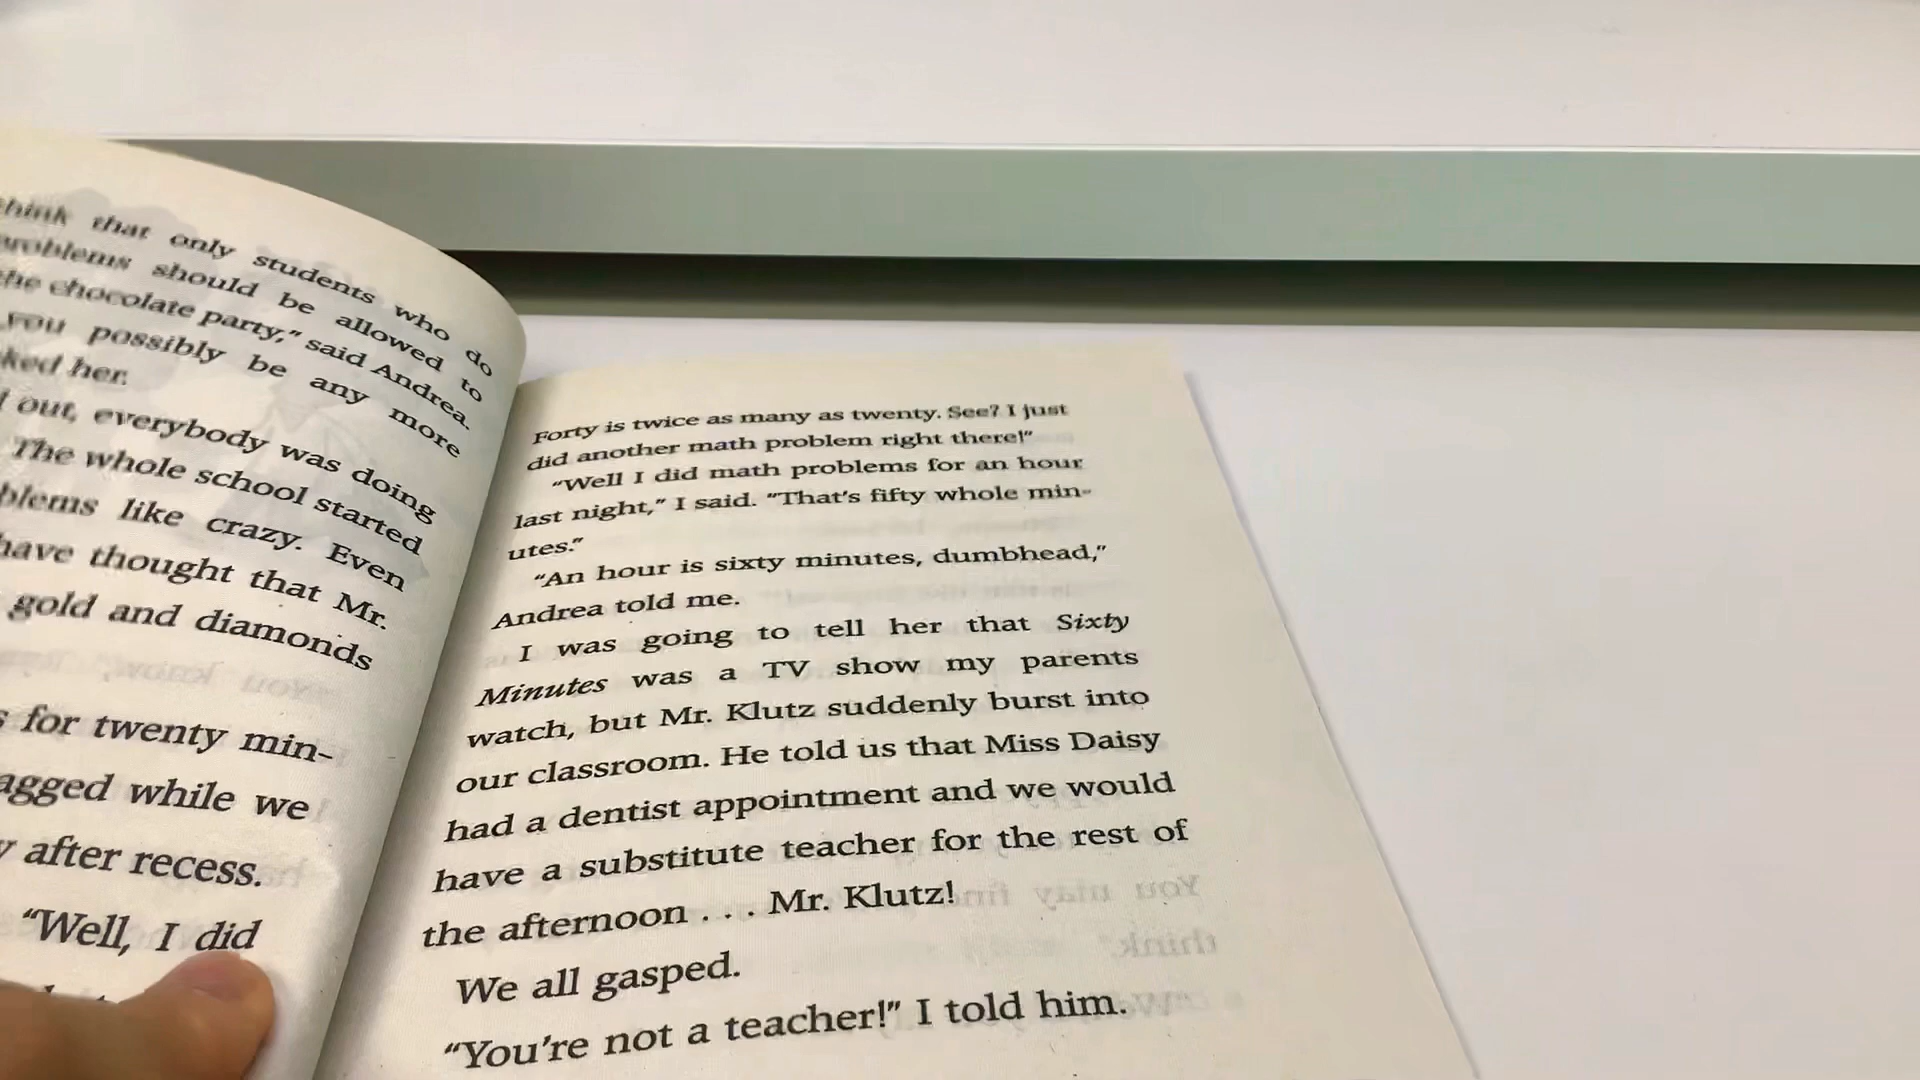 think that only students who do
problems should be allowed to
the chocolate party," said Andrea.
you possibly be any more
ked her.
out, everybody was doing
The whole school started
blems like crazy. Even
have thought that Mr.
gold and diamonds
for twenty min-
agged while we
after recess.
"Well, I did
Forty is twice as many as twenty. See? I just
did another math problem right there!"
"Well I did math problems for an hour
last night," I said. "That's fifty whole min-
utes."
"An hour is sixty minutes, dumbhead,"
Andrea told me.
I was going to tell her that Sixty
Minutes was a TV show my parents
watch, but Mr. Klutz suddenly burst into
our classroom. He told us that Miss Daisy
had a dentist appointment and we would
have a substitute teacher for the rest of
the afternoon . . . Mr. Klutz!
We all gasped.
"You're not a teacher!" I told him.